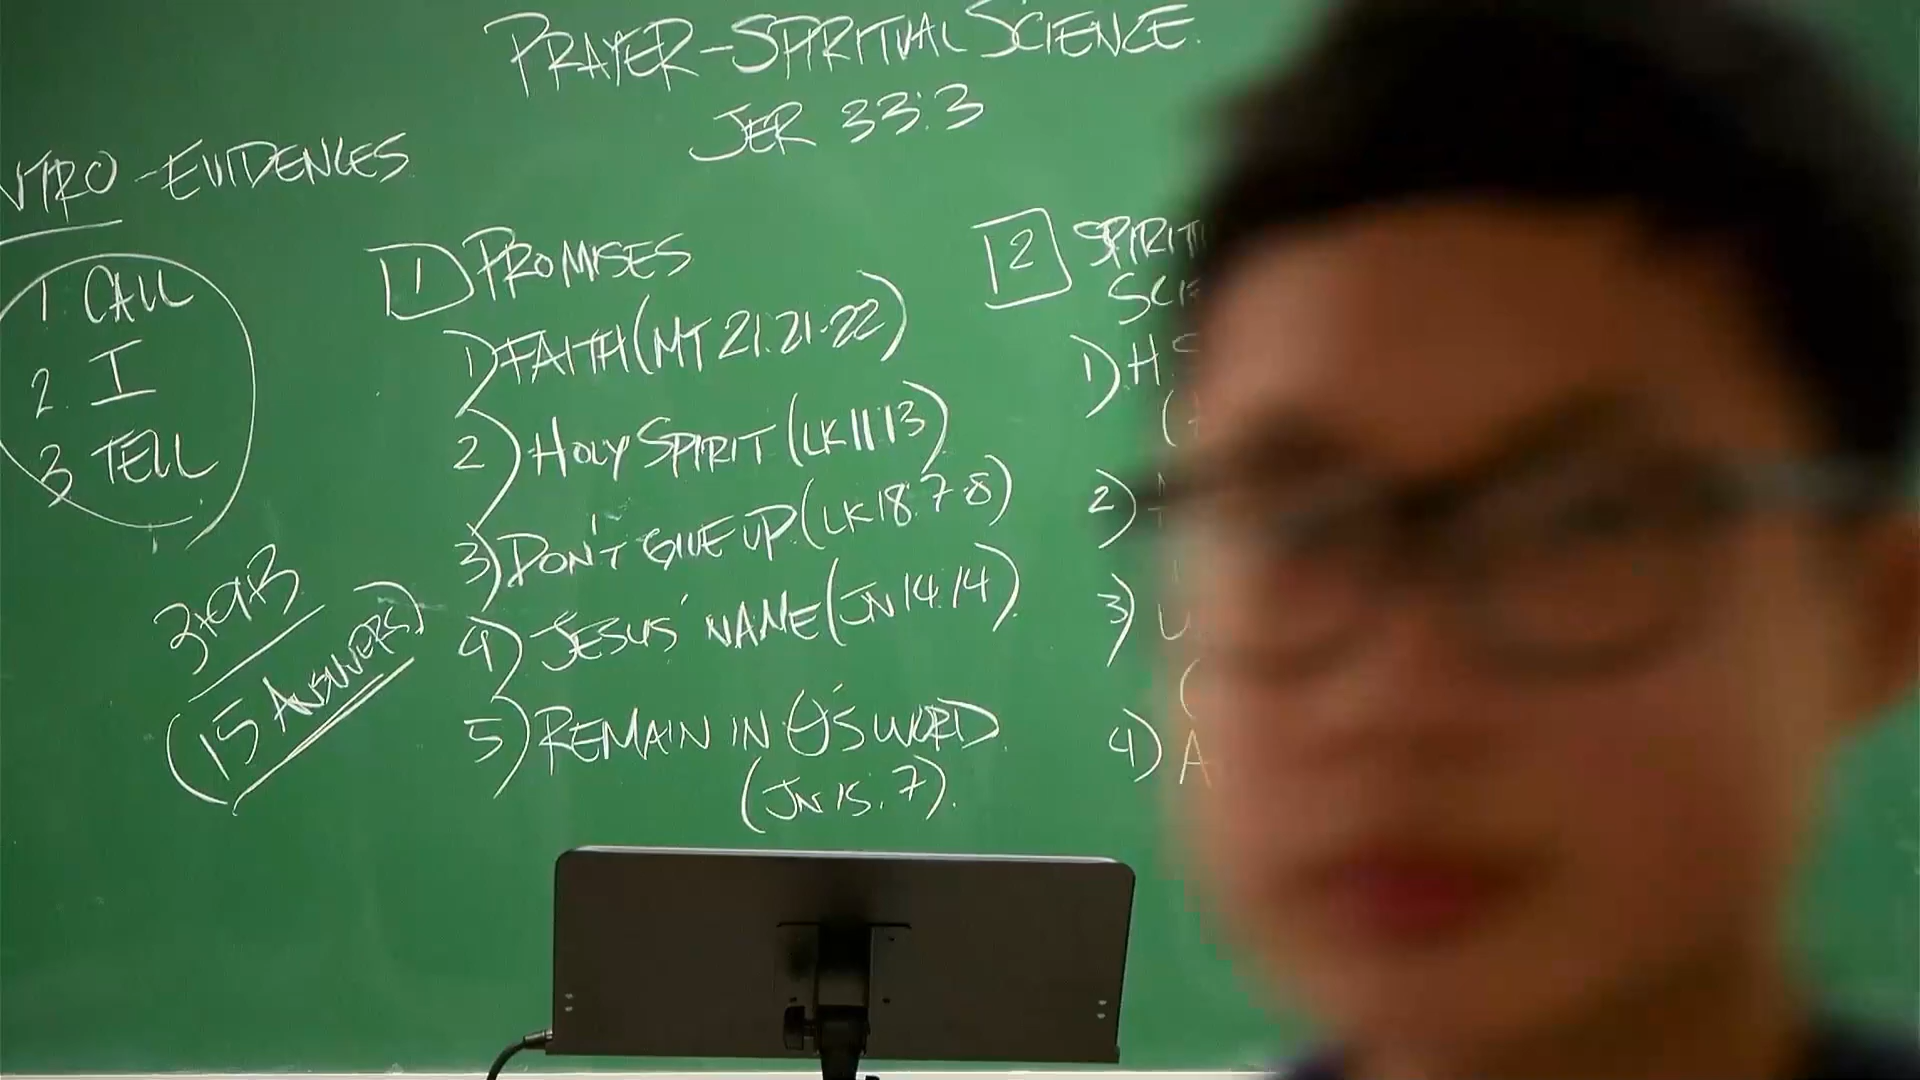 PRAYER-SPIRITUAL SCIENCE.
JER 33:3
NTRO-EVIDENCES
1. CALL
2. I
3 TELL
(15 ANSWERS)
1 PROMISES
1) FAITH (MT 21:21-22)
2) HOLY SPIRIT (LK 11:13)
3) DON'T GIVE UP. (LK 18:7-8)
4) JESUS' NAME (JN 14:14)
5) REMAIN IN 'S WORD
(JN 15:7).
2 SPIRIT
SCI
1) H
2)
3) U
4) A